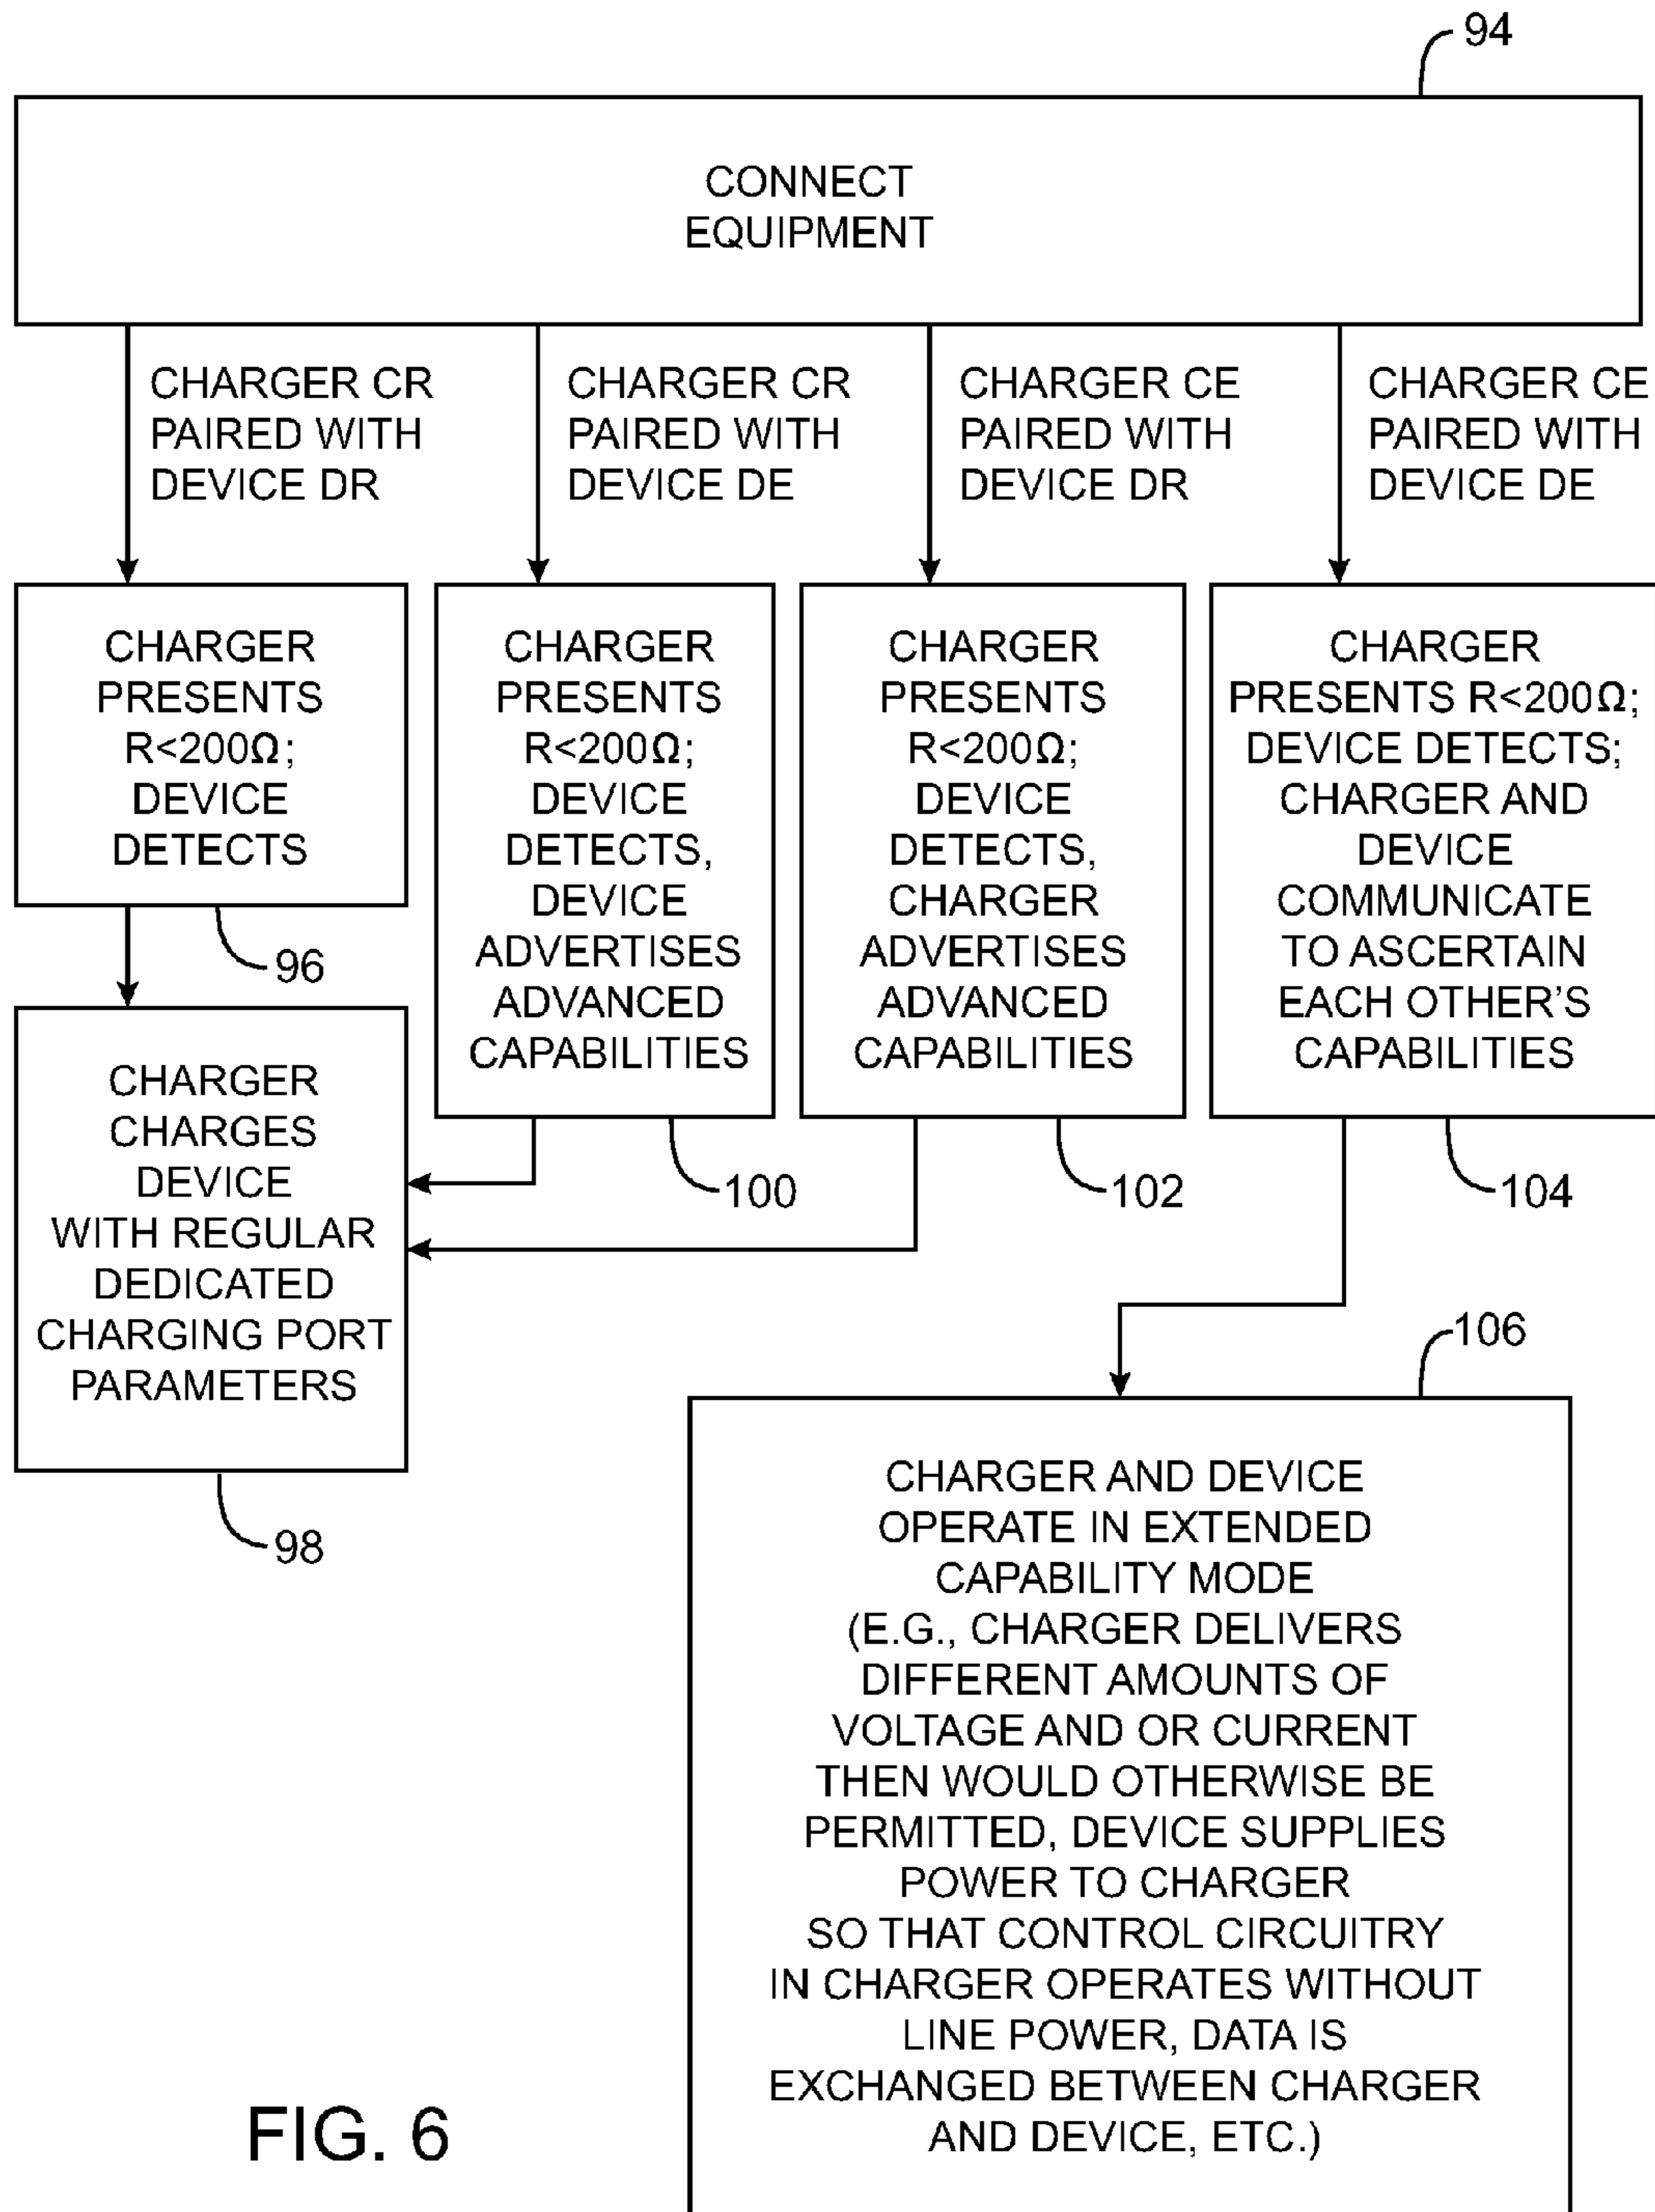 94
CONNECT
EQUIPMENT
CHARGER CR
PAIRED WITH
DEVICE DR
CHARGER CR
PAIRED WITH
DEVICE DE
CHARGER CE
PAIRED WITH
DEVICE DR
CHARGER CE
PAIRED WITH
DEVICE DE
CHARGER
PRESENTS
R<200Ω;
DEVICE
DETECTS
96
CHARGER
PRESENTS
R<200Ω;
DEVICE
DETECTS,
DEVICE
ADVERTISES
ADVANCED
CAPABILITIES
100
CHARGER
PRESENTS
R<200Ω;
DEVICE
DETECTS,
CHARGER
ADVERTISES
ADVANCED
CAPABILITIES
102
CHARGER
PRESENTS R<200Ω;
DEVICE DETECTS;
CHARGER AND
DEVICE
COMMUNICATE
TO ASCERTAIN
EACH OTHER'S
CAPABILITIES
104
CHARGER
CHARGES
DEVICE
WITH REGULAR
DEDICATED
CHARGING PORT
PARAMETERS
98
106
CHARGER AND DEVICE
OPERATE IN EXTENDED
CAPABILITY MODE
(E.G., CHARGER DELIVERS
DIFFERENT AMOUNTS OF
VOLTAGE AND OR CURRENT
THEN WOULD OTHERWISE BE
PERMITTED, DEVICE SUPPLIES
POWER TO CHARGER
SO THAT CONTROL CIRCUITRY
IN CHARGER OPERATES WITHOUT
LINE POWER, DATA IS
EXCHANGED BETWEEN CHARGER
AND DEVICE, ETC.)
FIG. 6